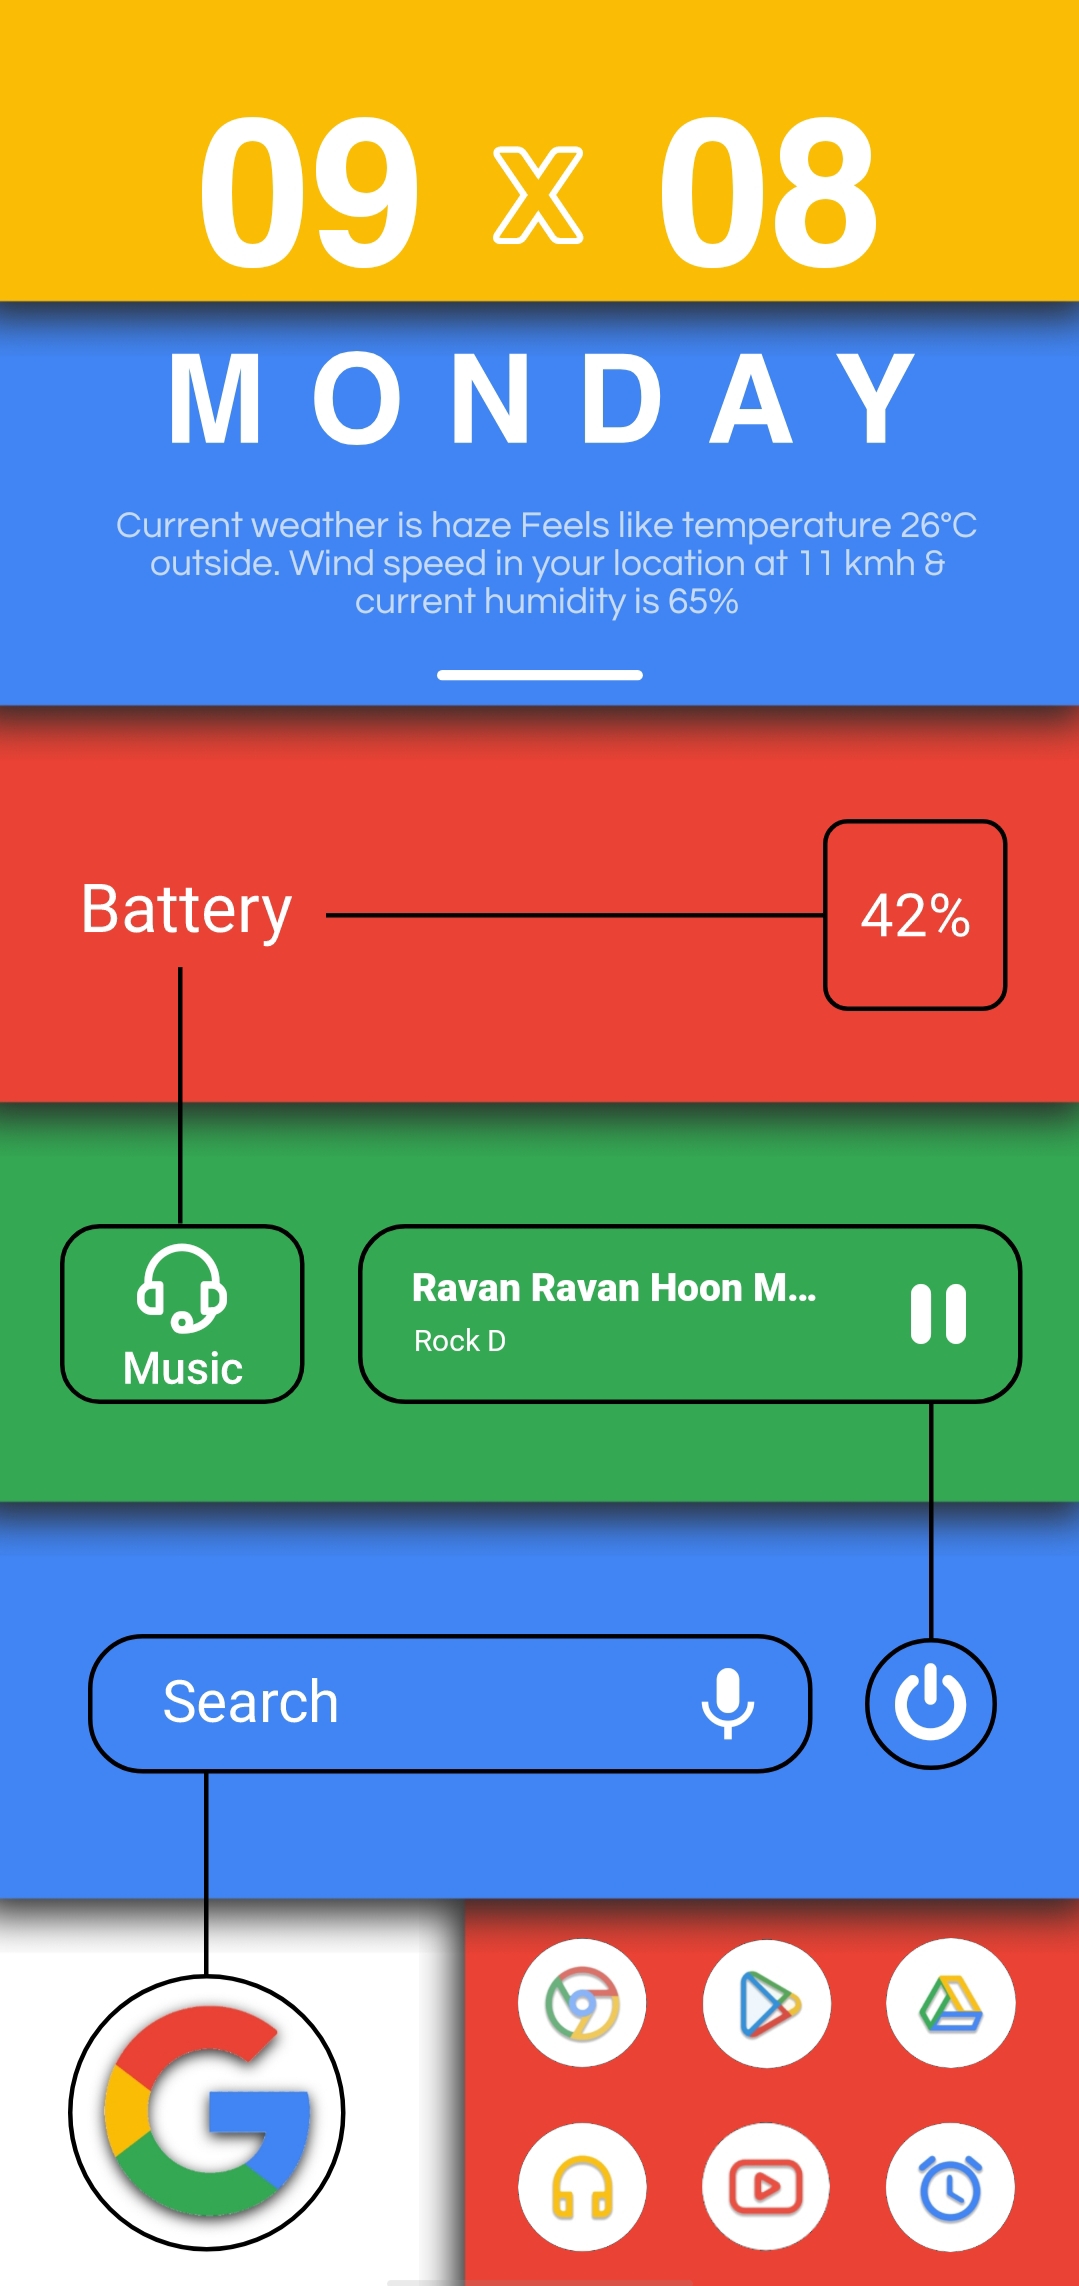 09 x 08
MONDAY
Current weather is haze Feels like temperature 26°C
outside. Wind speed in your location at 11 kmh &
current humidity is 65%
Battery
42%
Music
Ravan Ravan Hoon M...
Rock D
Search
G